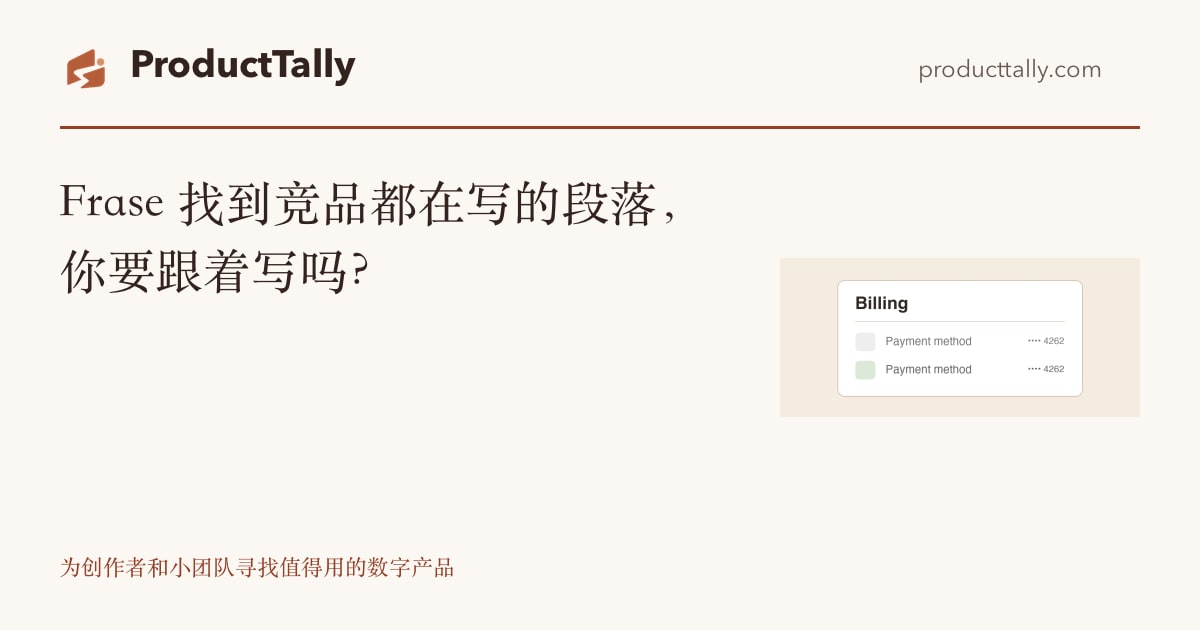 ProductTally
producttally.com
Frase 找到竞品都在写的段落，
你要跟着写吗？
Billing
Payment method •••• 4262
Payment method •••• 4262
为创作者和小团队寻找值得用的数字产品